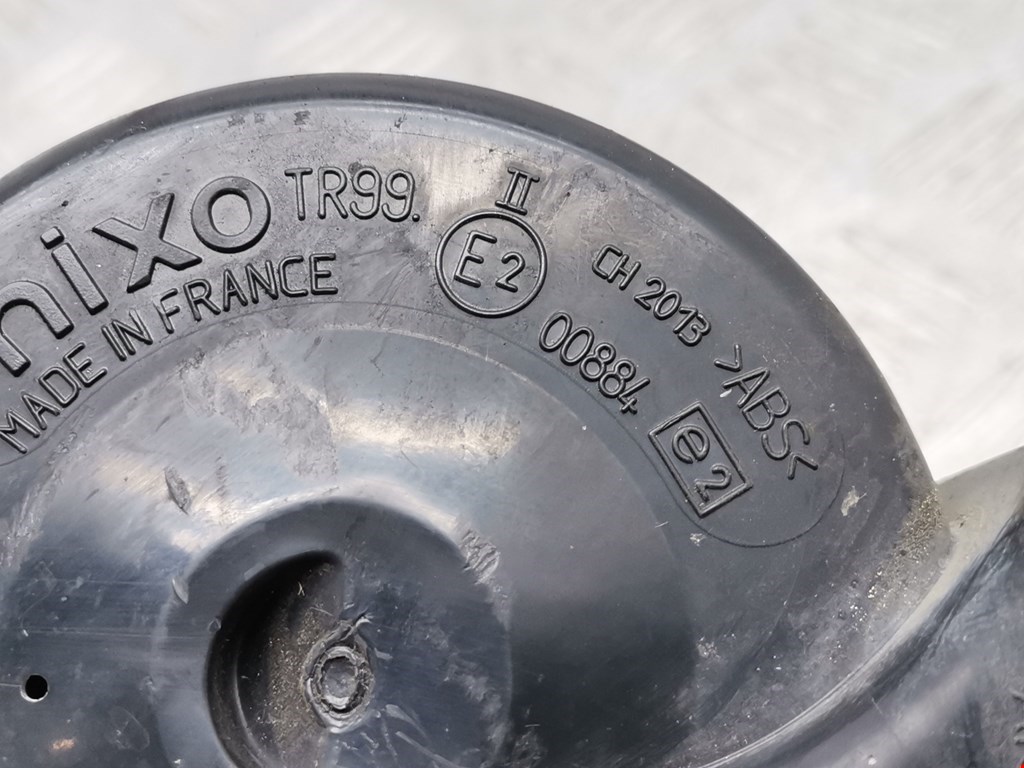 nixo TR99.
MADE IN FRANCE
II
E2
00884
CH 2013
>ABS<
e2